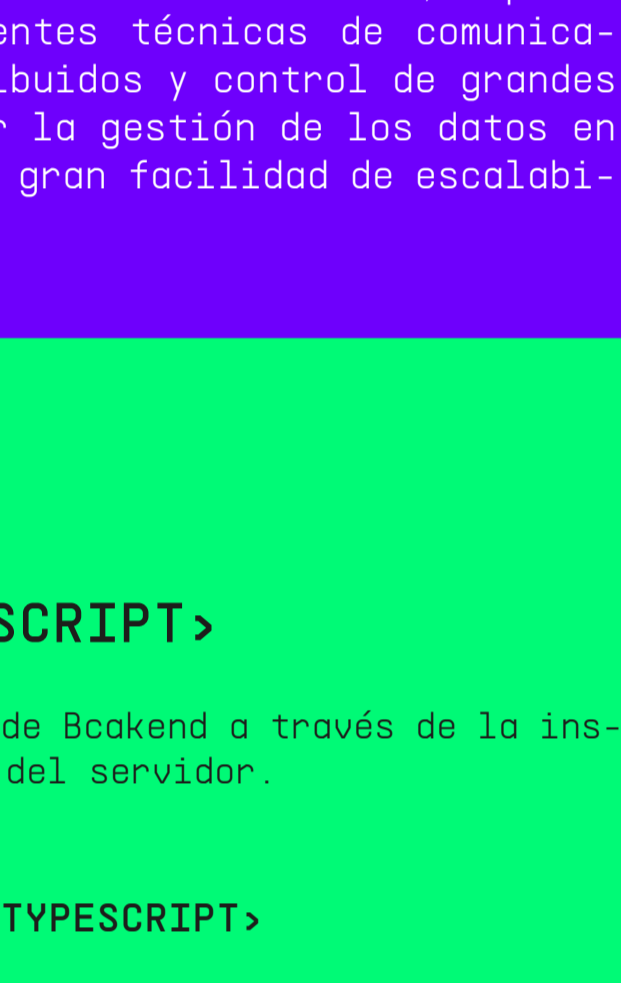 entes técnicas de comunica-
ibuidos y control de grandes
r la gestión de los datos en
gran facilidad de escalabi-
SCRIPT>
de Bcakend a través de la ins-
del servidor.
TYPESCRIPT>